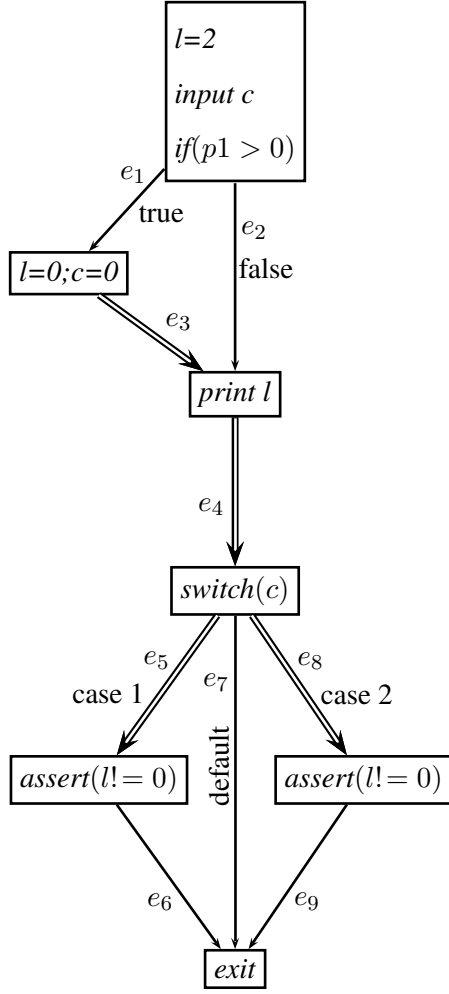 l=2
input c
if(p1 > 0)
e1
true
e2
false
l=0;c=0
e3
print l
e4
switch(c)
e5
case 1
e7
default
e8
case 2
assert(l!= 0)
assert(l!= 0)
e6
e9
exit